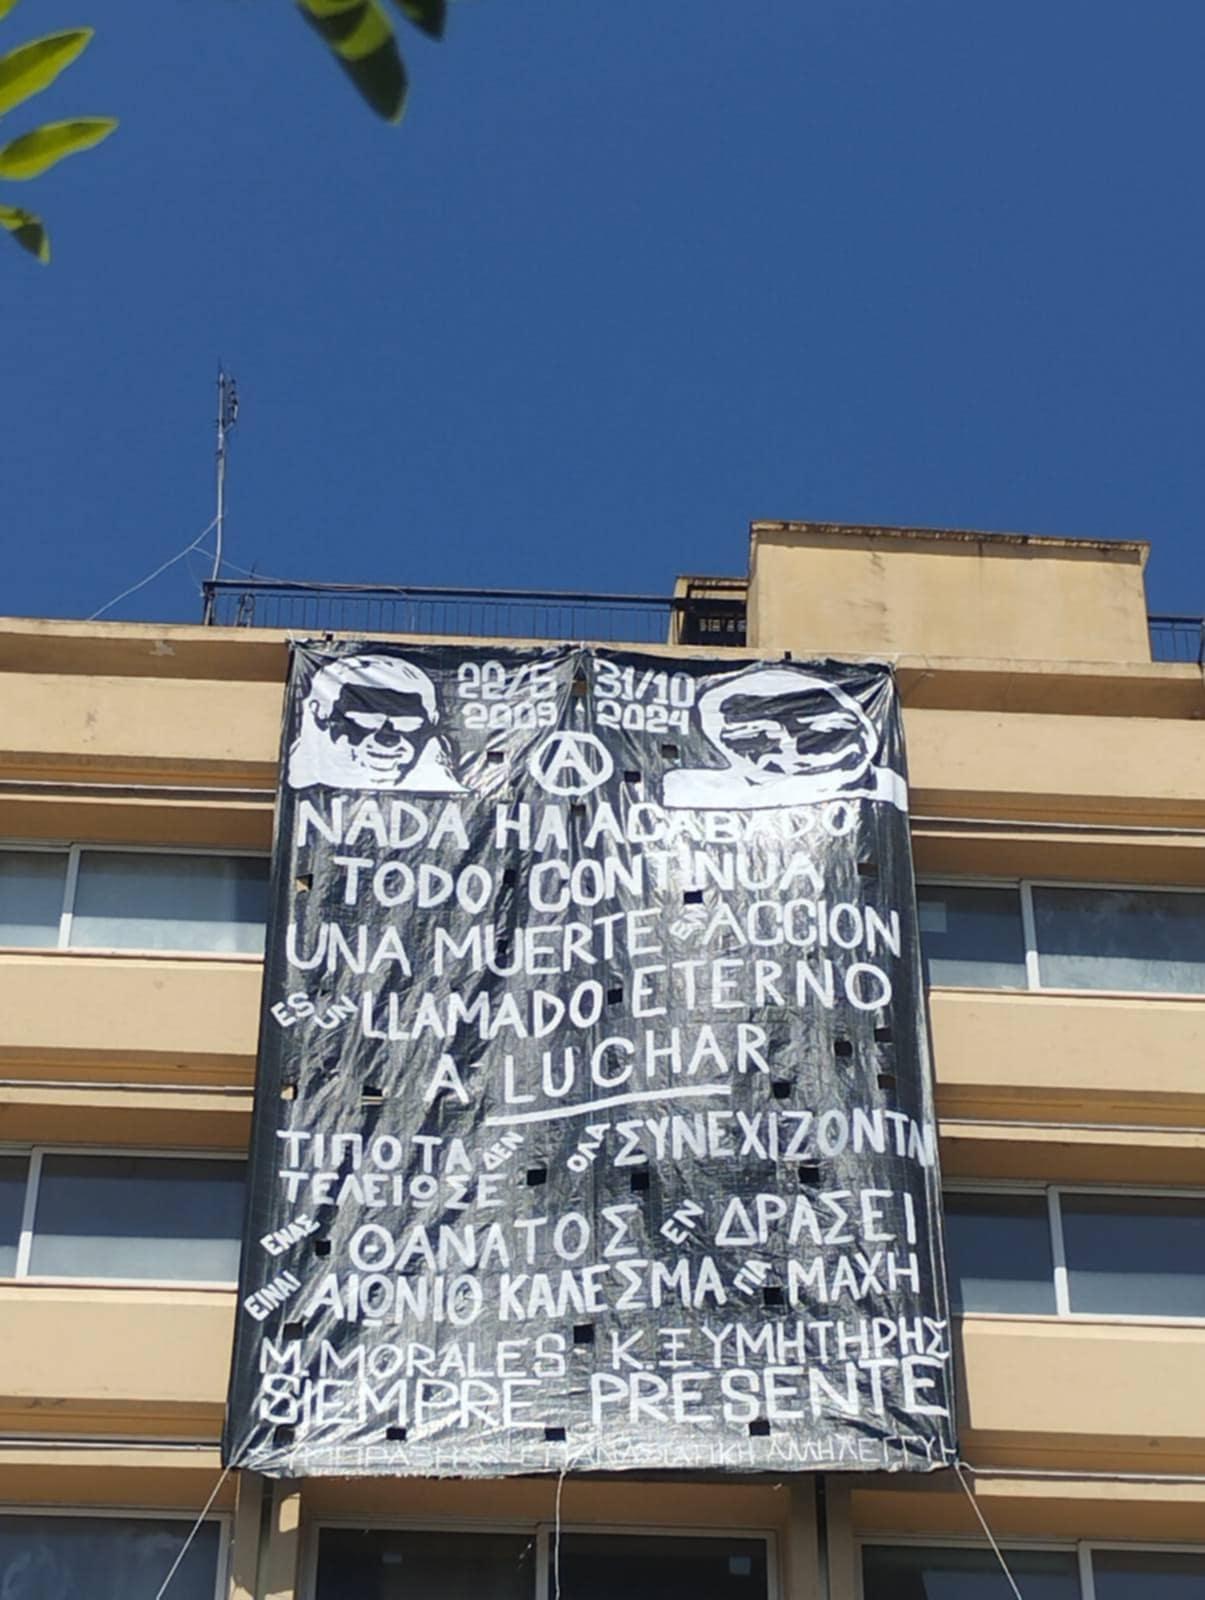 22/5 31/10
2009 2024
A
NADA HA ACABADO
TODO CONTINUA
UNA MUERTE EN ACCION
ES UN LLAMADO ETERNO
A LUCHAR
ΤΙΠΟΤΑ ΔΕΝ
ΤΕΛΕΙΩΣΕ
ΟΛΑ ΣΥΝΕΧΙΖΟΝΤΑΙ
ΕΝΑΣ ΘΑΝΑΤΟΣ ΕΝ ΔΡΑΣΕΙ
ΕΙΝΑΙ ΑΙΩΝΙΟ ΚΑΛΕΣΜΑ ΓΙΑ ΜΑΧΗ
M. MORALES - Κ. ΞΥΜΗΤΗΡΗΣ
SIEMPRE PRESENTE
ΑΛΛΗΛΕΓΓΥΗ